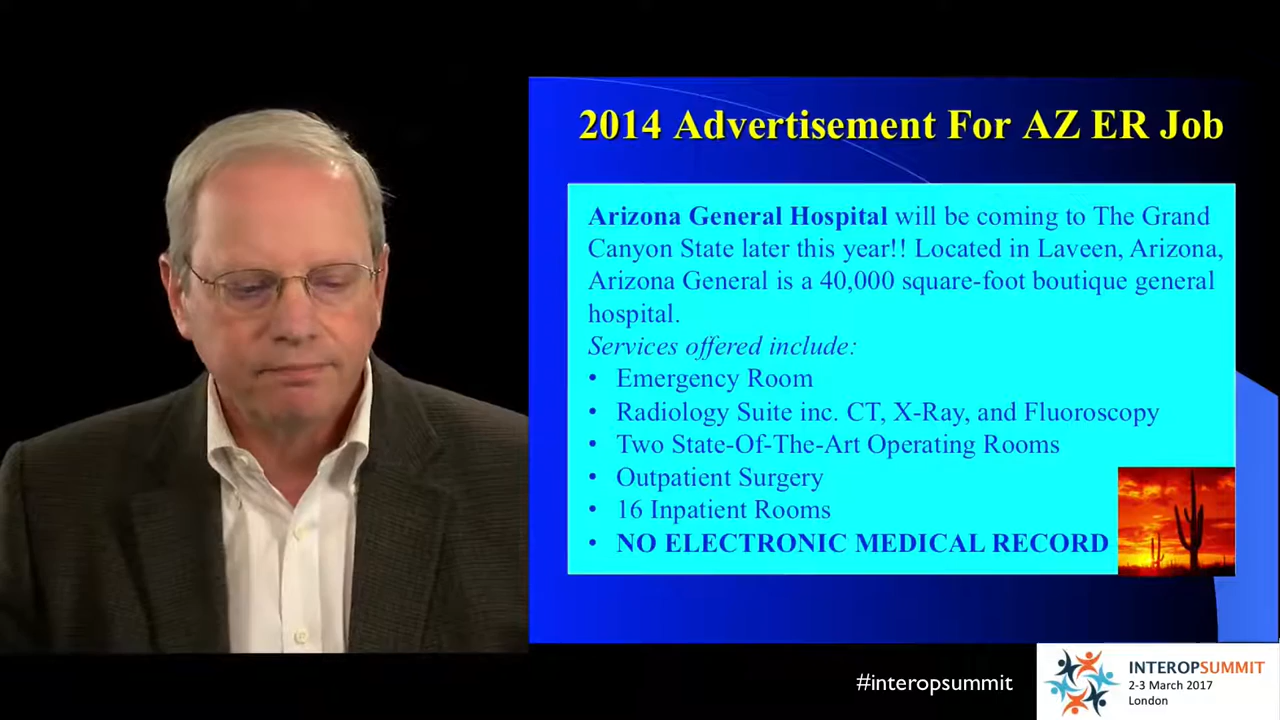 2014 Advertisement For AZ ER Job
Arizona General Hospital will be coming to The Grand
Canyon State later this year!! Located in Laveen, Arizona,
Arizona General is a 40,000 square-foot boutique general
hospital.
Services offered include:
• Emergency Room
• Radiology Suite inc. CT, X-Ray, and Fluoroscopy
• Two State-Of-The-Art Operating Rooms
• Outpatient Surgery
• 16 Inpatient Rooms
• NO ELECTRONIC MEDICAL RECORD
#interopsummit
INTEROPSUMMIT
2-3 March 2017
London